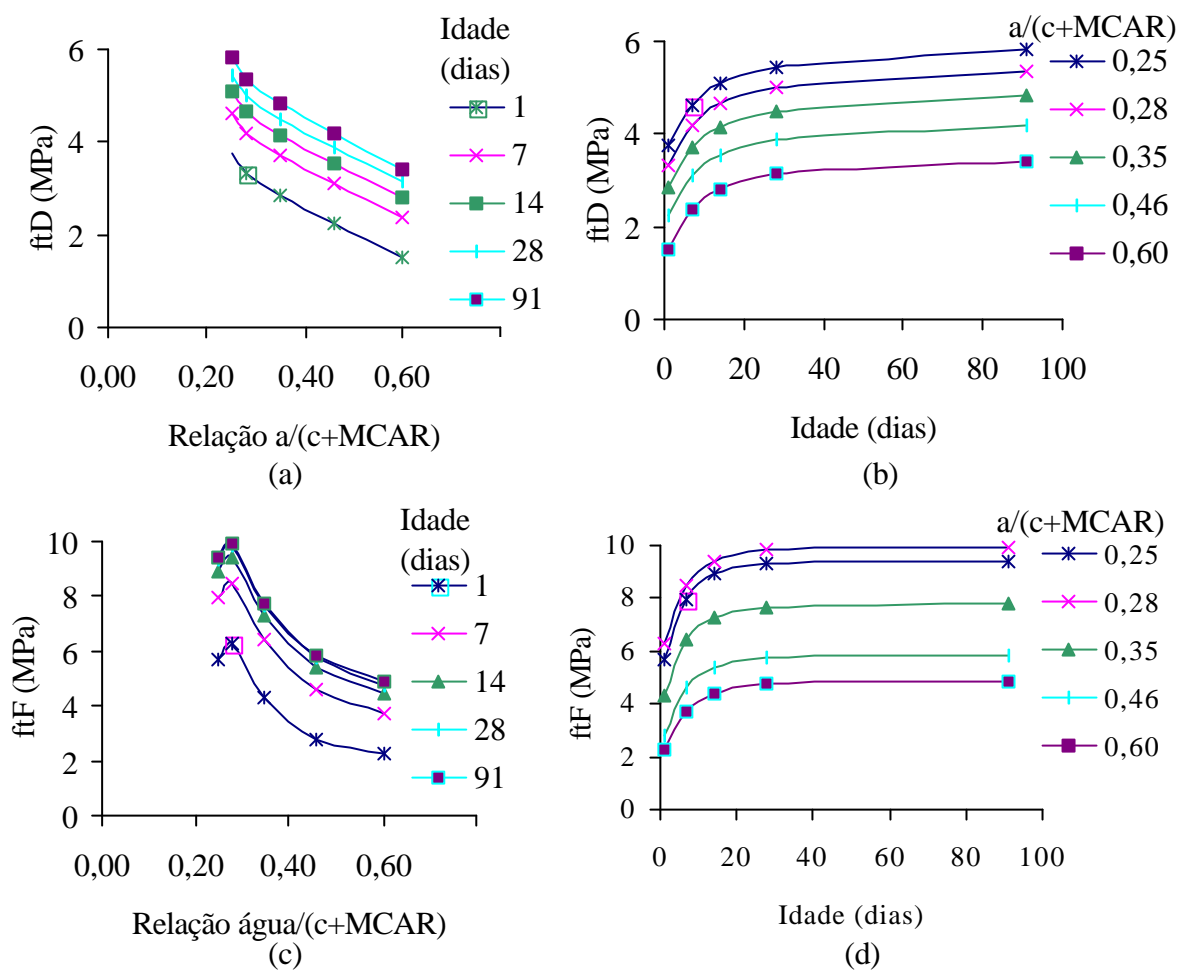 Idade
(dias)
1
7
14
28
91
6
4
2
0
ftD (MPa)
0,00 0,20 0,40 0,60
Relação a/(c+MCAR)
(a)
a/(c+MCAR)
0,25
0,28
0,35
0,46
0,60
6
4
2
0
ftD (MPa)
0 20 40 60 80 100
Idade (dias)
(b)
Idade
(dias)
1
7
14
28
91
10
8
6
4
2
0
ftF (MPa)
0,00 0,20 0,40 0,60
Relação água/(c+MCAR)
(c)
a/(c+MCAR)
0,25
0,28
0,35
0,46
0,60
10
8
6
4
2
0
ftF (MPa)
0 20 40 60 80 100
Idade (dias)
(d)